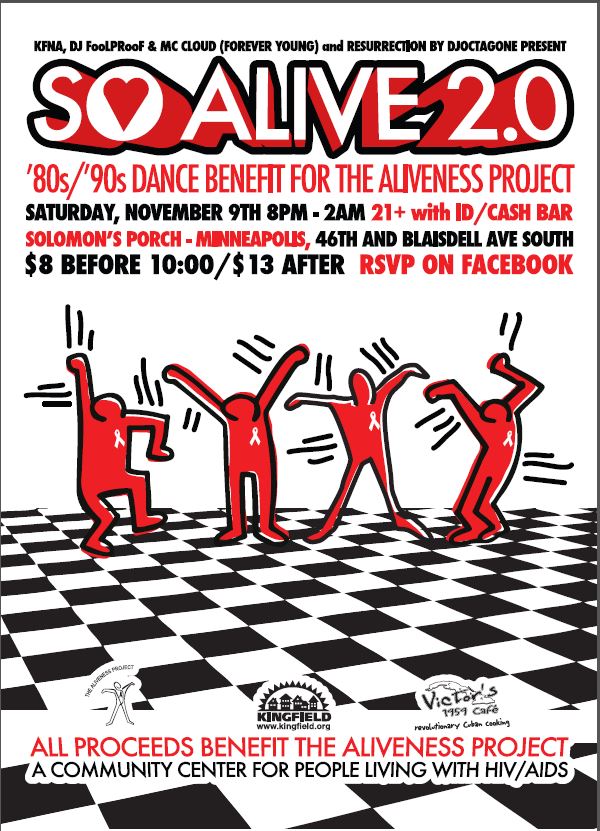 KFNA, DJ FooLPRooF & MC CLOUD (FOREVER YOUNG) and RESURRECTION BY DJOCTAGONE PRESENT
SO ALIVE 2.0
'80s/'90s DANCE BENEFIT FOR THE ALIVENESS PROJECT
SATURDAY, NOVEMBER 9TH 8PM - 2AM 21+ with ID/CASH BAR
SOLOMON'S PORCH - MINNEAPOLIS, 46TH AND BLAISDELL AVE SOUTH
$8 BEFORE 10:00/$13 AFTER RSVP ON FACEBOOK
THE ALIVENESS PROJECT
KINGFIELD
www.kingfield.org
Victor's
1959 Café
revolutionary Cuban cooking
ALL PROCEEDS BENEFIT THE ALIVENESS PROJECT
A COMMUNITY CENTER FOR PEOPLE LIVING WITH HIV/AIDS